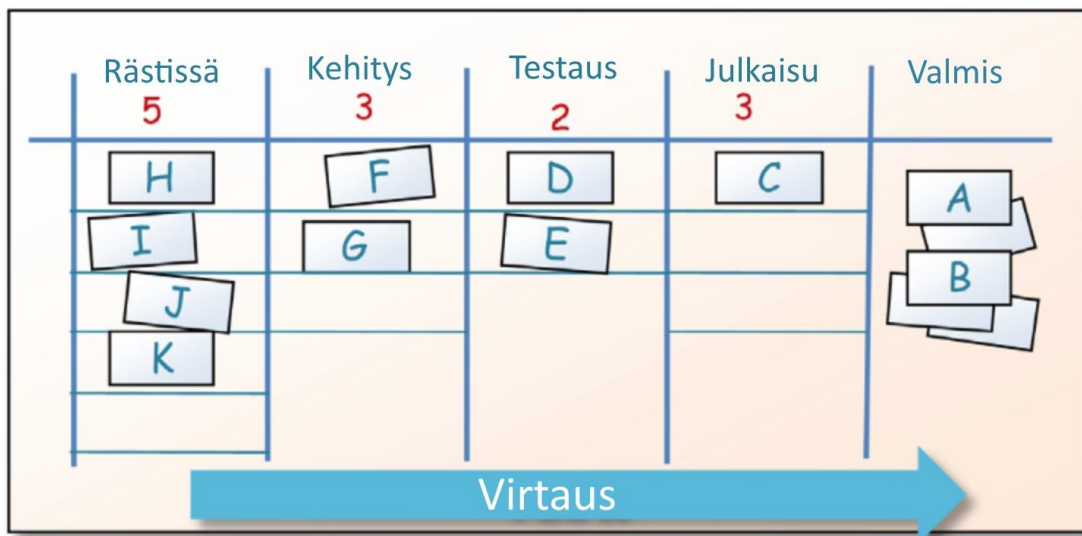 Rästissä Kehitys Testaus Julkaisu Valmis
5 3 2 3
H F D C A
I G E B
J
K
Virtaus